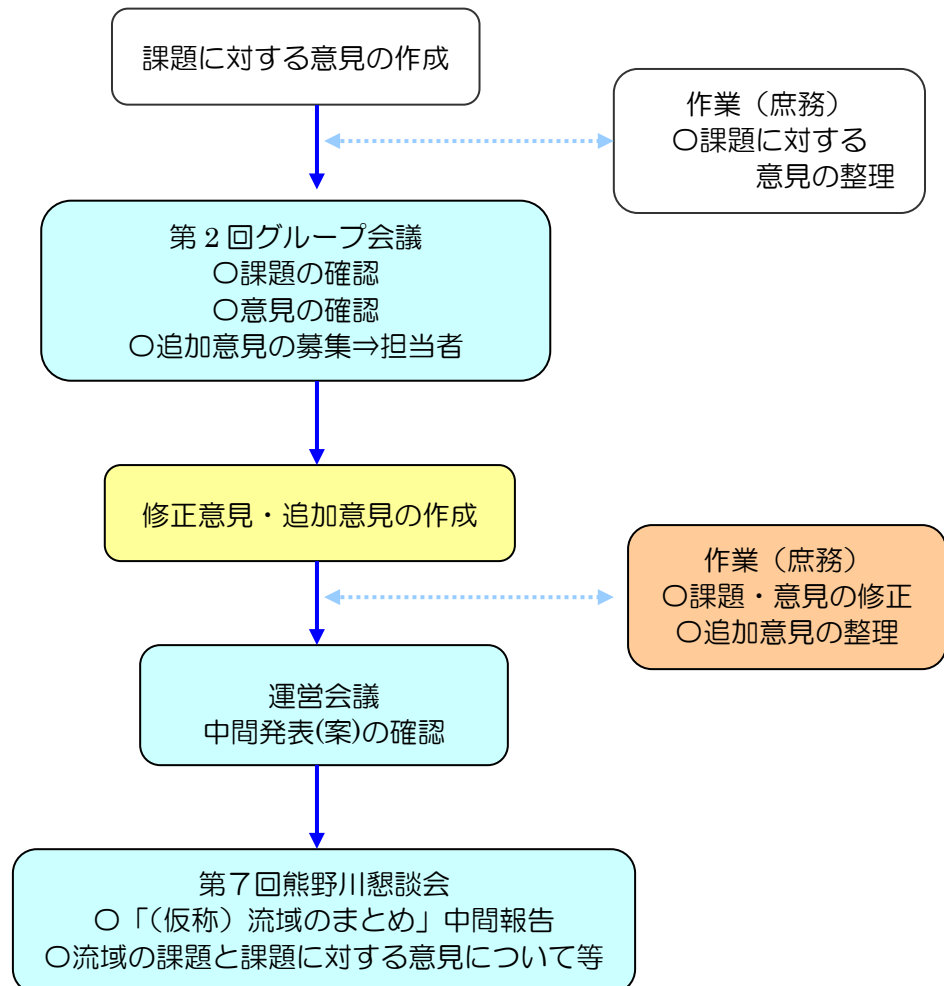 課題に対する意見の作成
作業（庶務）
〇課題に対する
意見の整理
第２回グループ会議
〇課題の確認
〇意見の確認
〇追加意見の募集⇒担当者
修正意見・追加意見の作成
作業（庶務）
〇課題・意見の修正
〇追加意見の整理
運営会議
中間発表(案)の確認
第７回熊野川懇談会
〇「（仮称）流域のまとめ」中間報告
〇流域の課題と課題に対する意見について等